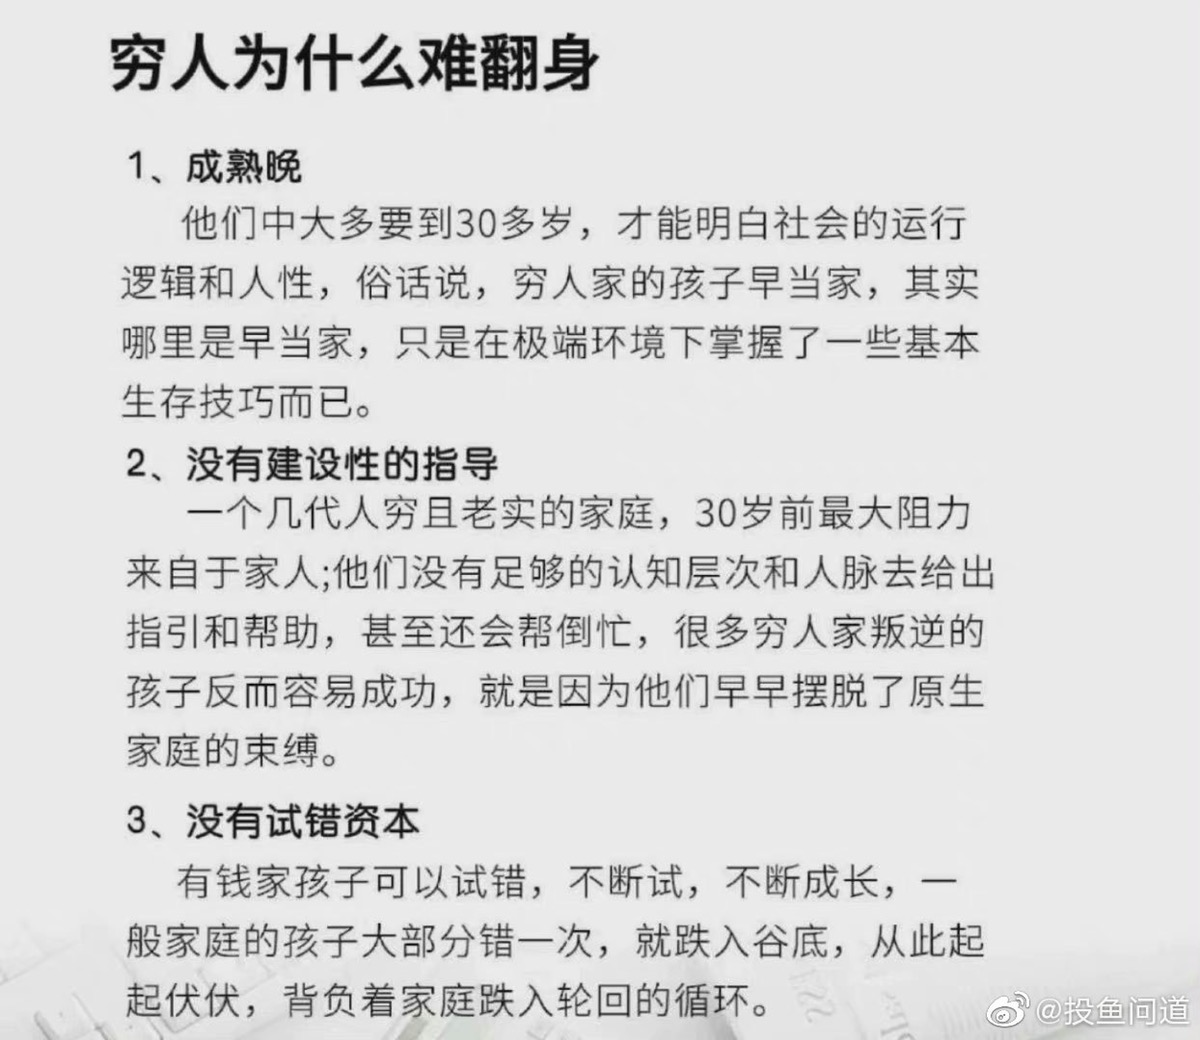 穷人为什么难翻身
1、成熟晚
他们中大多要到30多岁，才能明白社会的运行
逻辑和人性，俗话说，穷人家的孩子早当家，其实
哪里是早当家，只是在极端环境下掌握了一些基本
生存技巧而已。
2、没有建设性的指导
一个几代人穷且老实的家庭，30岁前最大阻力
来自于家人;他们没有足够的认知层次和人脉去给出
指引和帮助，甚至还会帮倒忙，很多穷人家叛逆的
孩子反而容易成功，就是因为他们早早摆脱了原生
家庭的束缚。
3、没有试错资本
有钱家孩子可以试错，不断试，不断成长，一
般家庭的孩子大部分错一次，就跌入谷底，从此起
起伏伏，背负着家庭跌入轮回的循环。
@投鱼问道